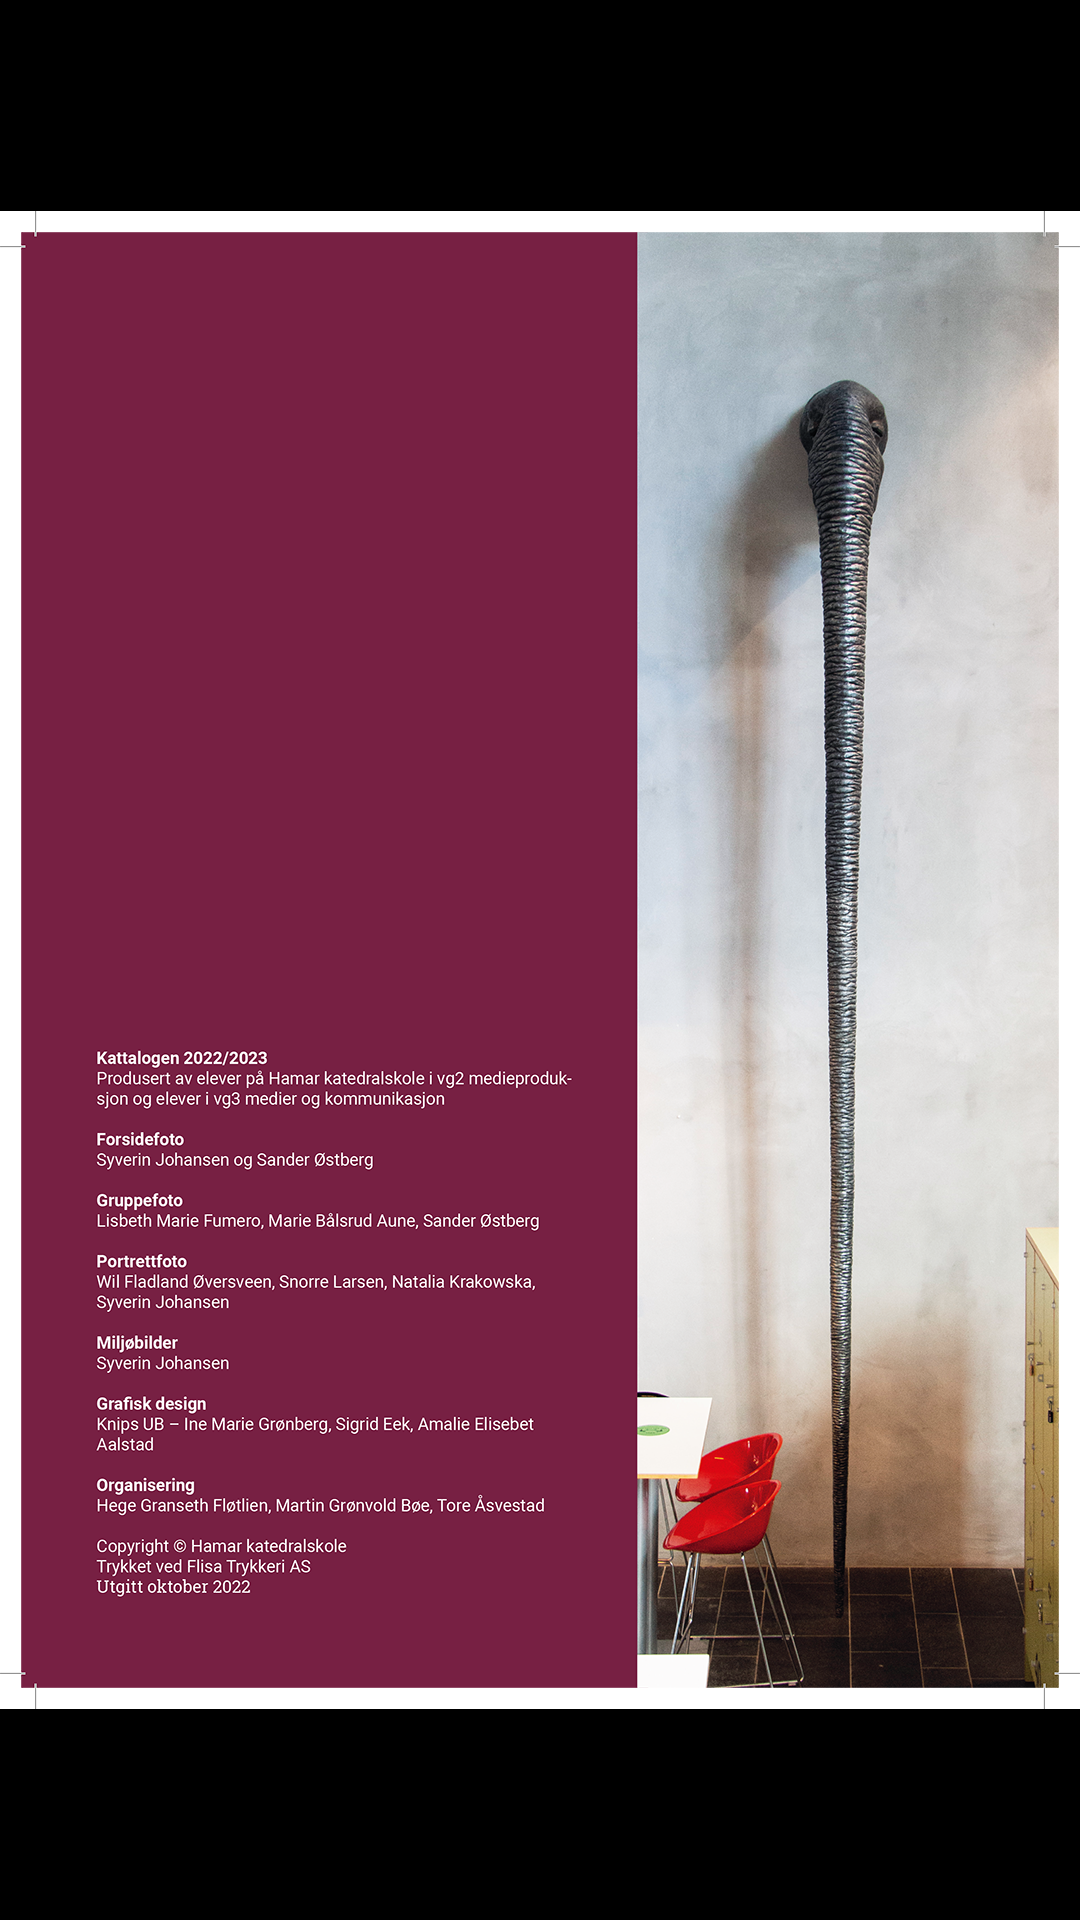 Kattalogen 2022/2023
Produsert av elever på Hamar katedralskole i vg2 medieproduk-
sjon og elever i vg3 medier og kommunikasjon
Forsidefoto
Syverin Johansen og Sander Østberg
Gruppefoto
Lisbeth Marie Fumero, Marie Bålsrud Aune, Sander Østberg
Portrettfoto
Wil Fladland Øversveen, Snorre Larsen, Natalia Krakowska,
Syverin Johansen
Miljøbilder
Syverin Johansen
Grafisk design
Knips UB – Ine Marie Grønberg, Sigrid Eek, Amalie Elisebet
Aalstad
Organisering
Hege Granseth Fløtlien, Martin Grønvold Bøe, Tore Åsvestad
Copyright © Hamar katedralskole
Trykket ved Flisa Trykkeri AS
Utgitt oktober 2022